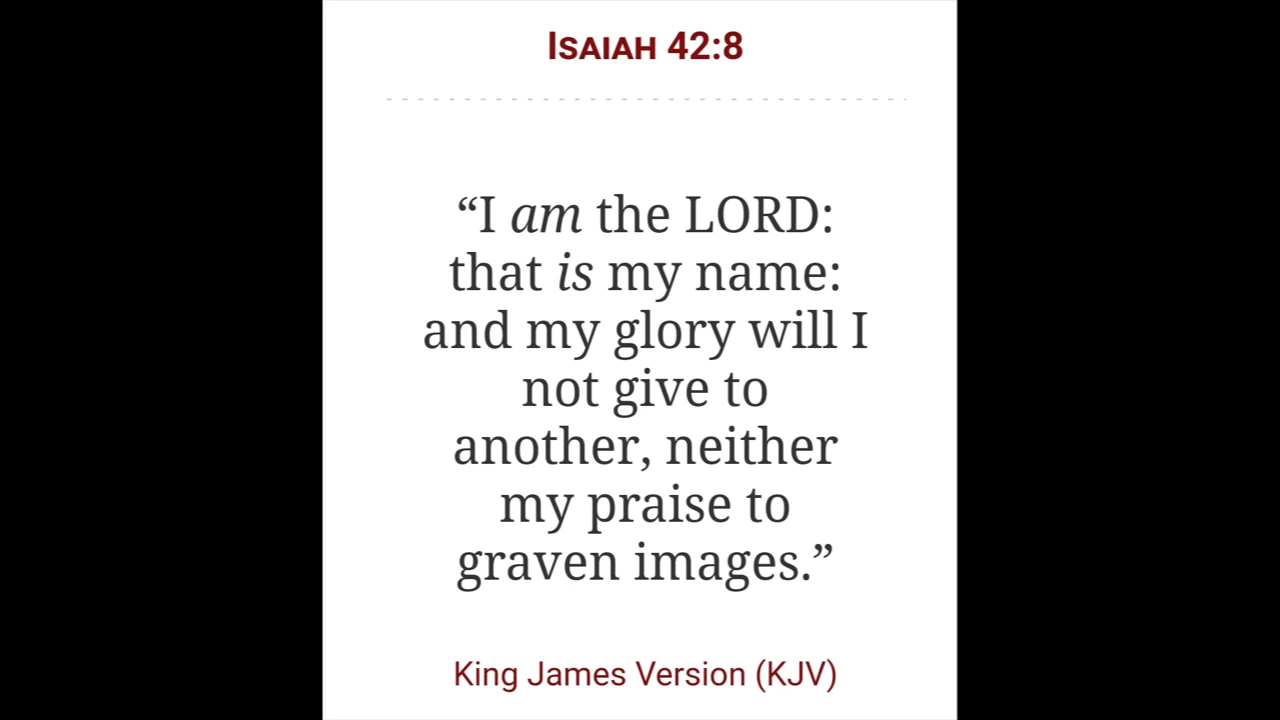 ISAIAH 42:8
“I am the LORD:
that is my name:
and my glory will I
not give to
another, neither
my praise to
graven images.”
King James Version (KJV)